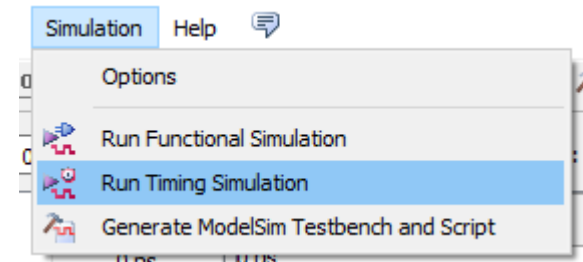 Simulation Help
Options
Run Functional Simulation
Run Timing Simulation
Generate ModelSim Testbench and Script